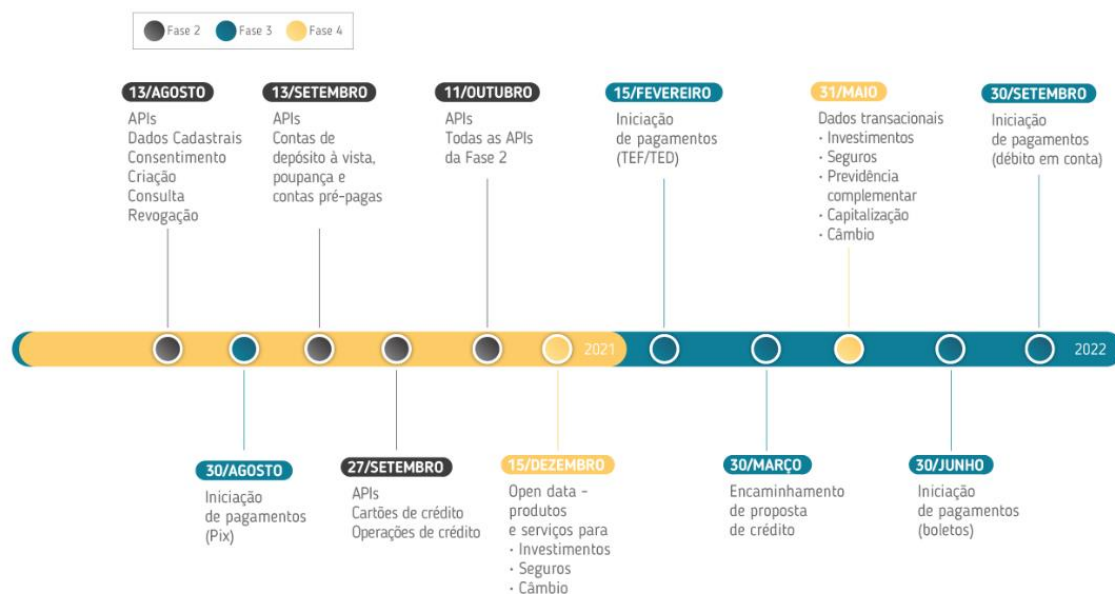 Fase 2
Fase 3
Fase 4
13/AGOSTO
APIs
Dados Cadastrais
Consentimento
Criação
Consulta
Revogação
13/SETEMBRO
APIs
Contas de
depósito à vista,
poupança e
contas pré-pagas
11/OUTUBRO
APIs
Todas as APIs
da Fase 2
15/FEVEREIRO
Iniciação
de pagamentos
(TEF/TED)
31/MAIO
Dados transacionais
· Investimentos
· Seguros
· Previdência
complementar
· Capitalização
· Câmbio
30/SETEMBRO
Iniciação
de pagamentos
(débito em conta)
2021
2022
30/AGOSTO
Iniciação
de pagamentos
(Pix)
27/SETEMBRO
APIs
Cartões de crédito
Operações de crédito
15/DEZEMBRO
Open data -
produtos
e serviços para
· Investimentos
· Seguros
· Câmbio
30/MARÇO
Encaminhamento
de proposta
de crédito
30/JUNHO
Iniciação
de pagamentos
(boletos)